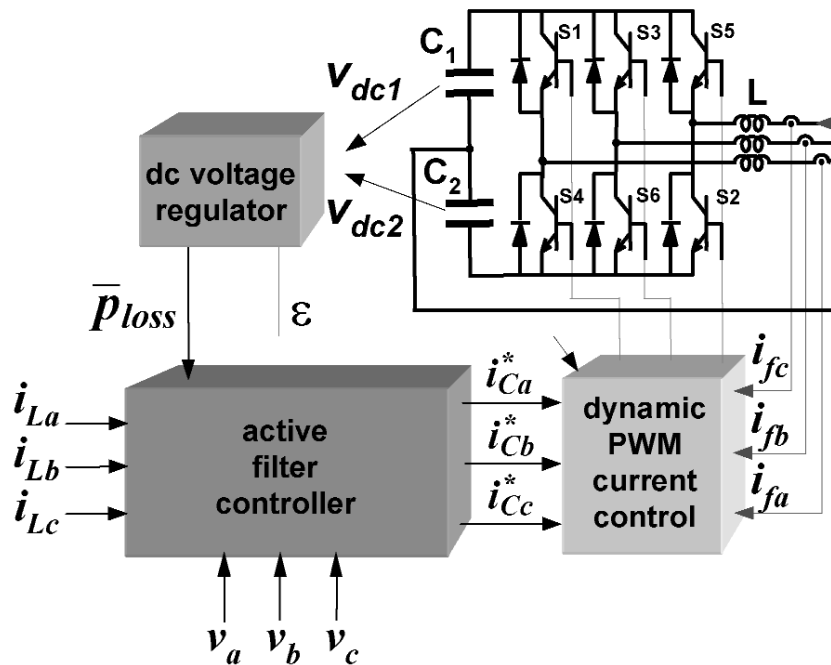 S1
S3
S5
C1
vdc1
L
dc voltage
regulator
C2
vdc2
S4
S6
S2
p̅loss
ε
iLa
iLb
iLc
active
filter
controller
i*Ca
i*Cb
i*Cc
dynamic
PWM
current
control
ifc
ifb
ifa
va
vb
vc